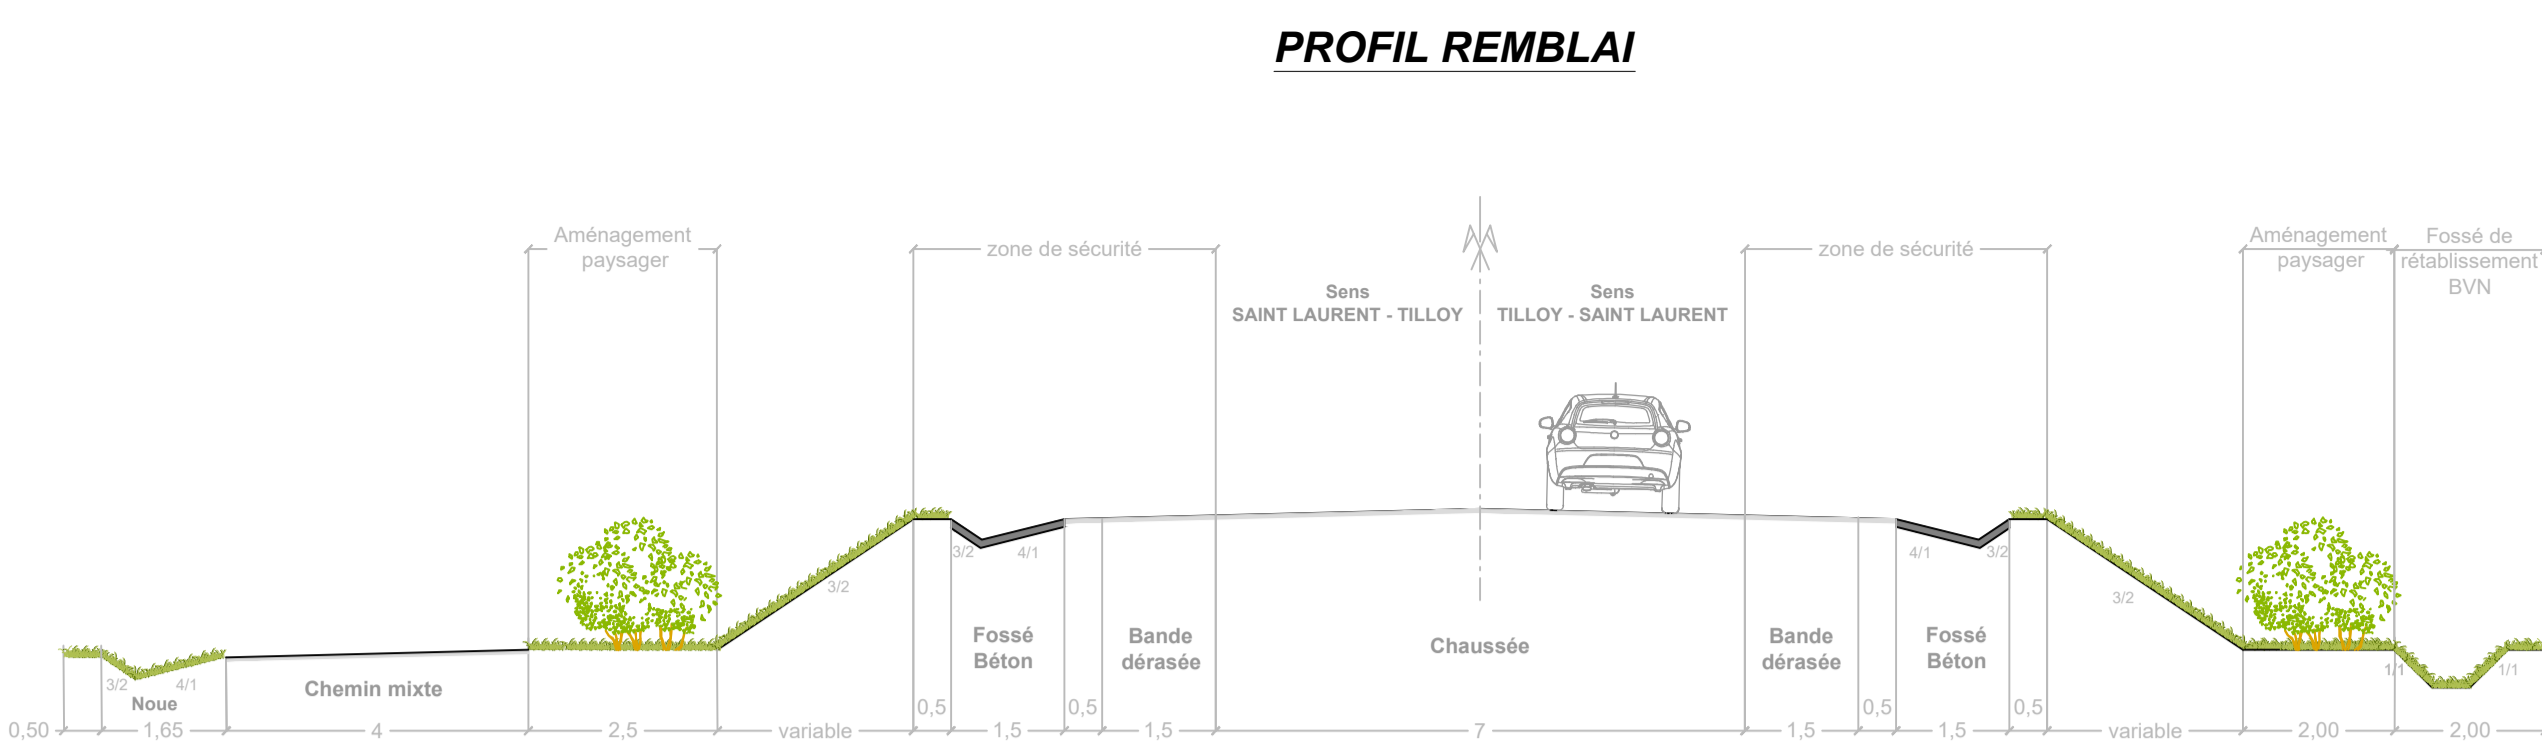 PROFIL REMBLAI
Aménagement
paysager
zone de sécurité
zone de sécurité
Aménagement
paysager
Fossé de
rétablissement
BVN
Sens
SAINT LAURENT - TILLOY
Sens
TILLOY - SAINT LAURENT
3/2
4/1
3/2
3/2
4/1
4/1
3/2
3/2
1/1
1/1
Noue
Chemin mixte
Fossé
Béton
Bande
dérasée
Chaussée
Bande
dérasée
Fossé
Béton
0,5
0,5
0,5
0,5
0,50
1,65
4
2,5
variable
1,5
1,5
7
1,5
1,5
variable
2,00
2,00